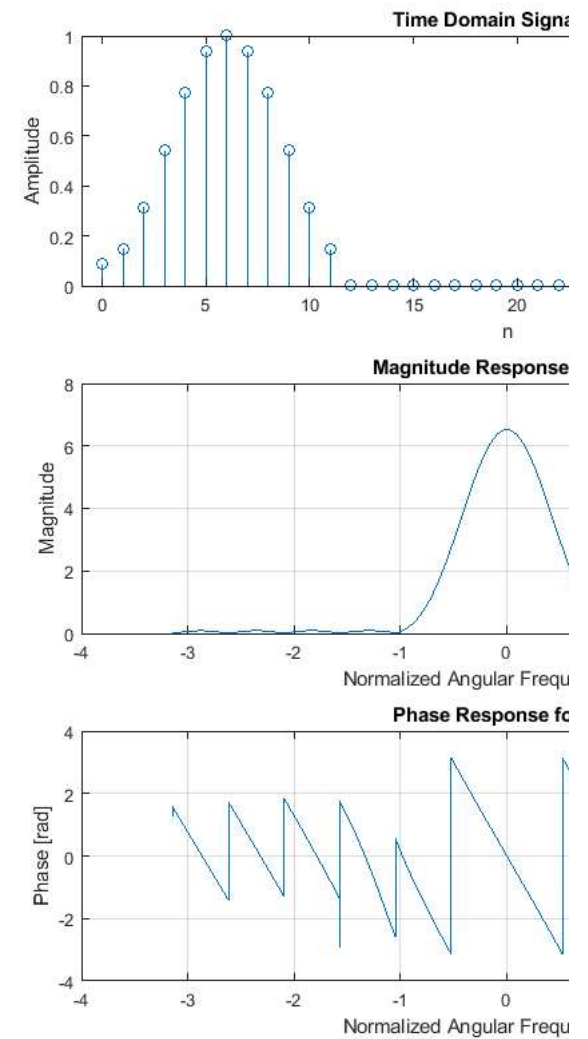 Time Domain Signa
1
0.8
0.6
0.4
0.2
0
Amplitude
0 5 10 15 20
n
Magnitude Response
8
6
4
2
0
Magnitude
-4 -3 -2 -1 0
Normalized Angular Frequ
Phase Response fo
4
2
0
-2
-4
Phase [rad]
-4 -3 -2 -1 0
Normalized Angular Frequ